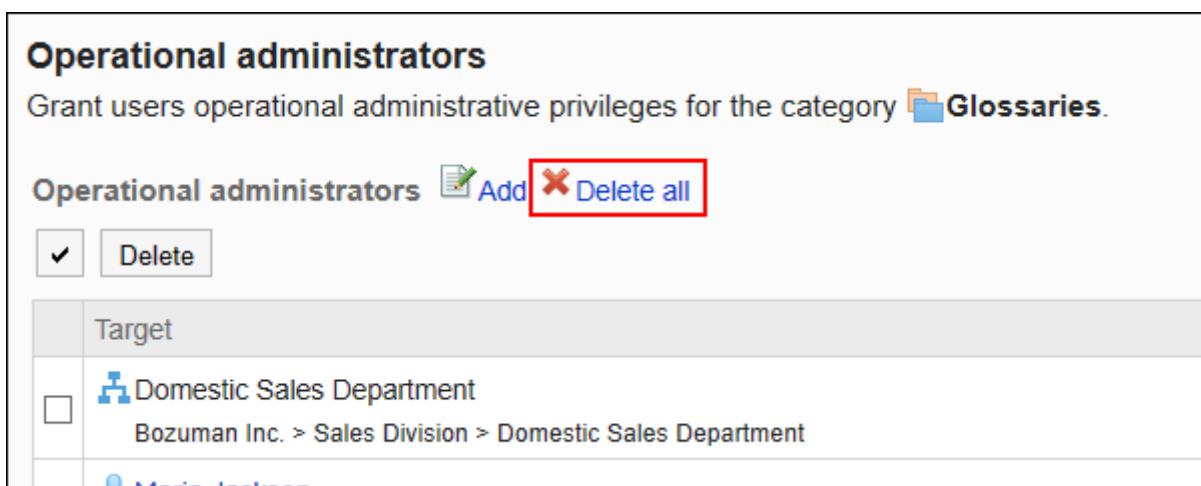 Operational administrators
Grant users operational administrative privileges for the category Glossaries.
Operational administrators Add Delete all
Delete
Target
Domestic Sales Department
Bozuman Inc. > Sales Division > Domestic Sales Department